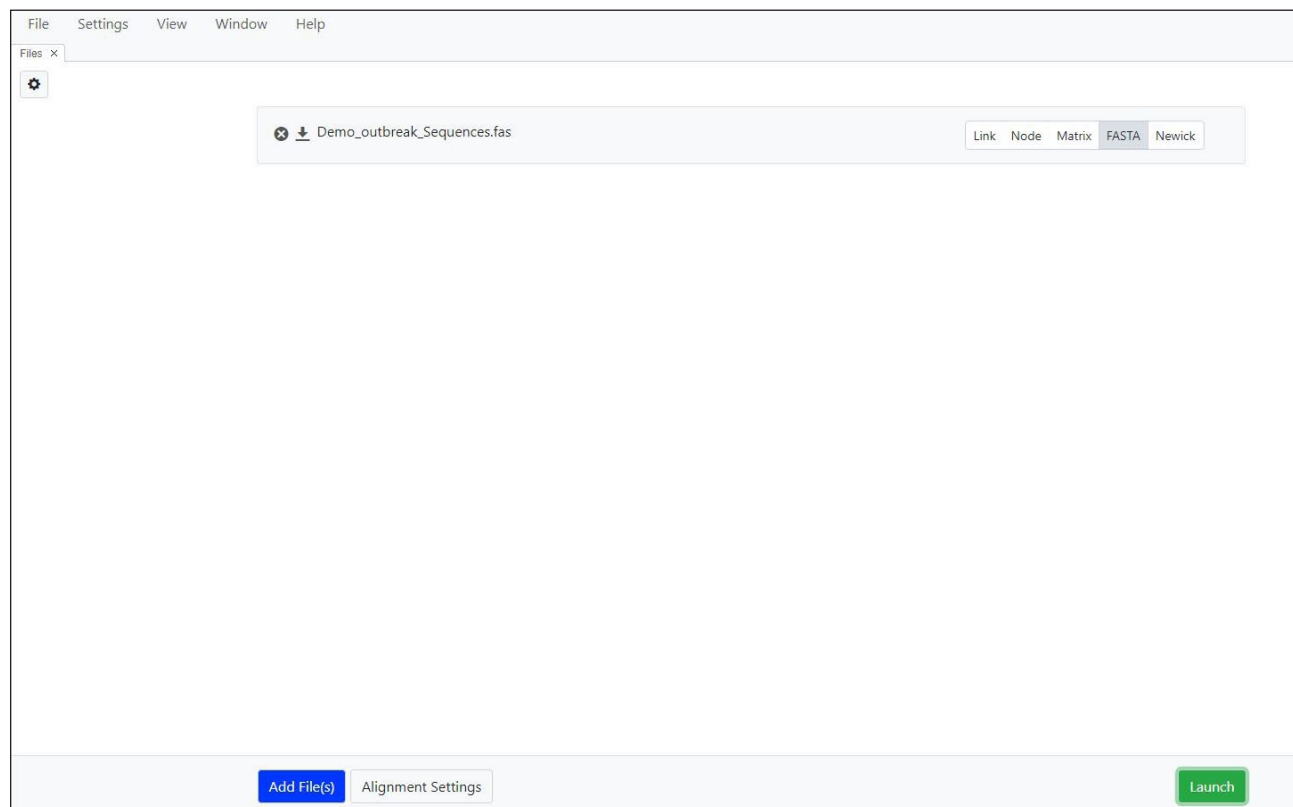 File Settings View Window Help
Files ×
Demo_outbreak_Sequences.fas Link Node Matrix FASTA Newick
Add File(s) Alignment Settings Launch